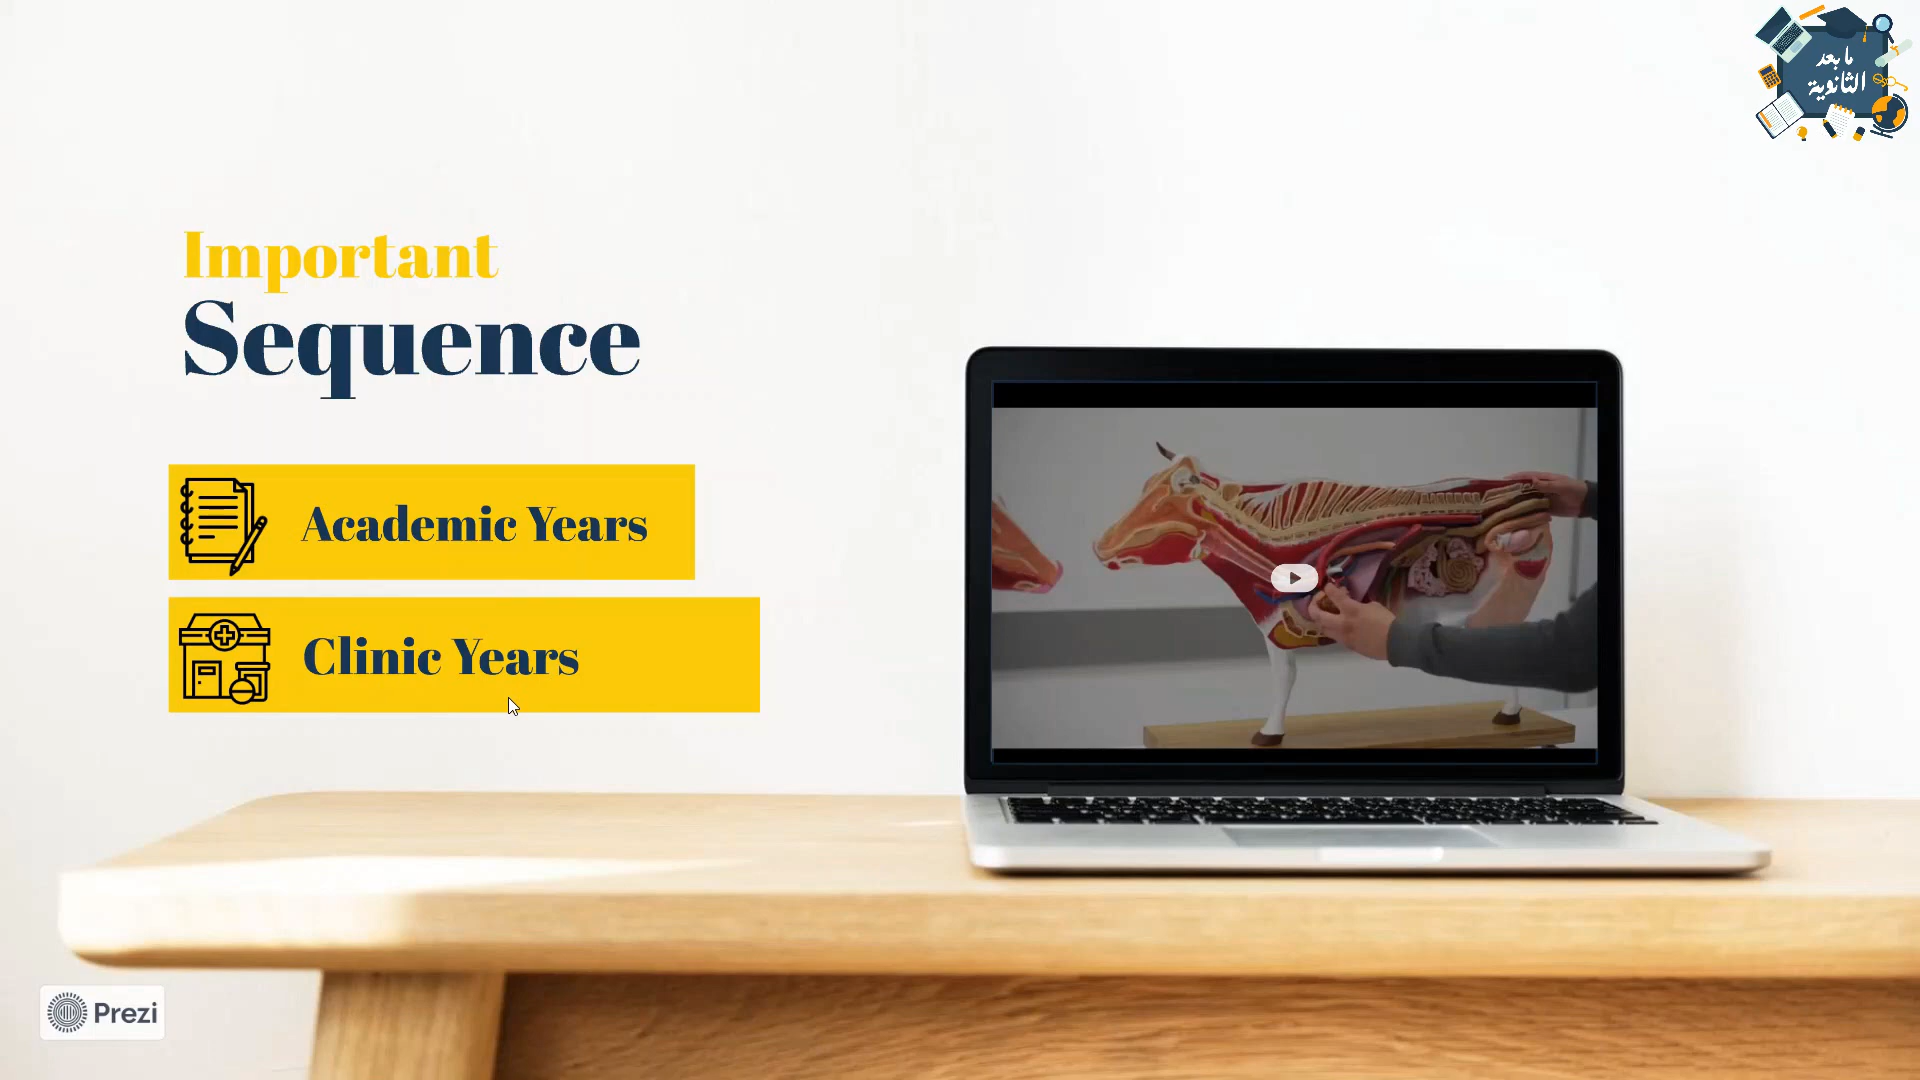 ما بعد
الثانوية
Important
Sequence
Academic Years
Clinic Years
Prezi